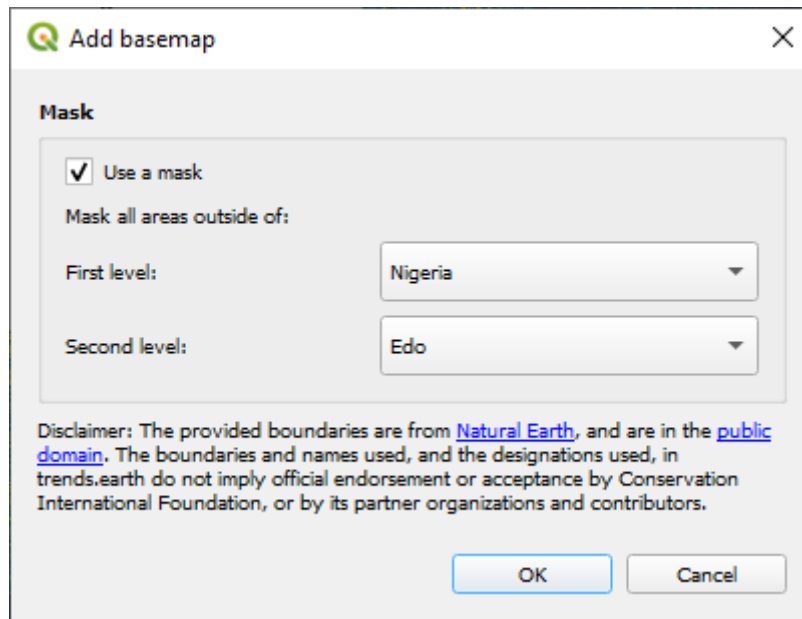 Add basemap
Mask
Use a mask
Mask all areas outside of:
First level: Nigeria
Second level: Edo
Disclaimer: The provided boundaries are from Natural Earth, and are in the public
domain. The boundaries and names used, and the designations used, in
trends.earth do not imply official endorsement or acceptance by Conservation
International Foundation, or by its partner organizations and contributors.
OK Cancel